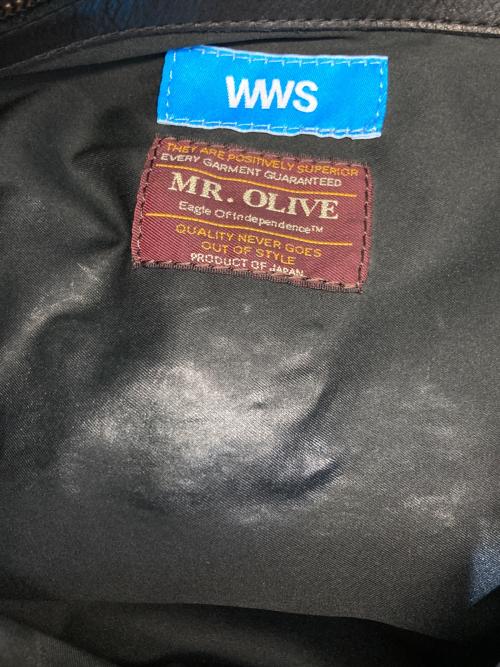 WWS
THEY ARE POSITIVELY SUPERIOR
EVERY GARMENT GUARANTEED
MR. OLIVE
Eagle Of Independence™
QUALITY NEVER GOES
OUT OF STYLE
PRODUCT OF JAPAN